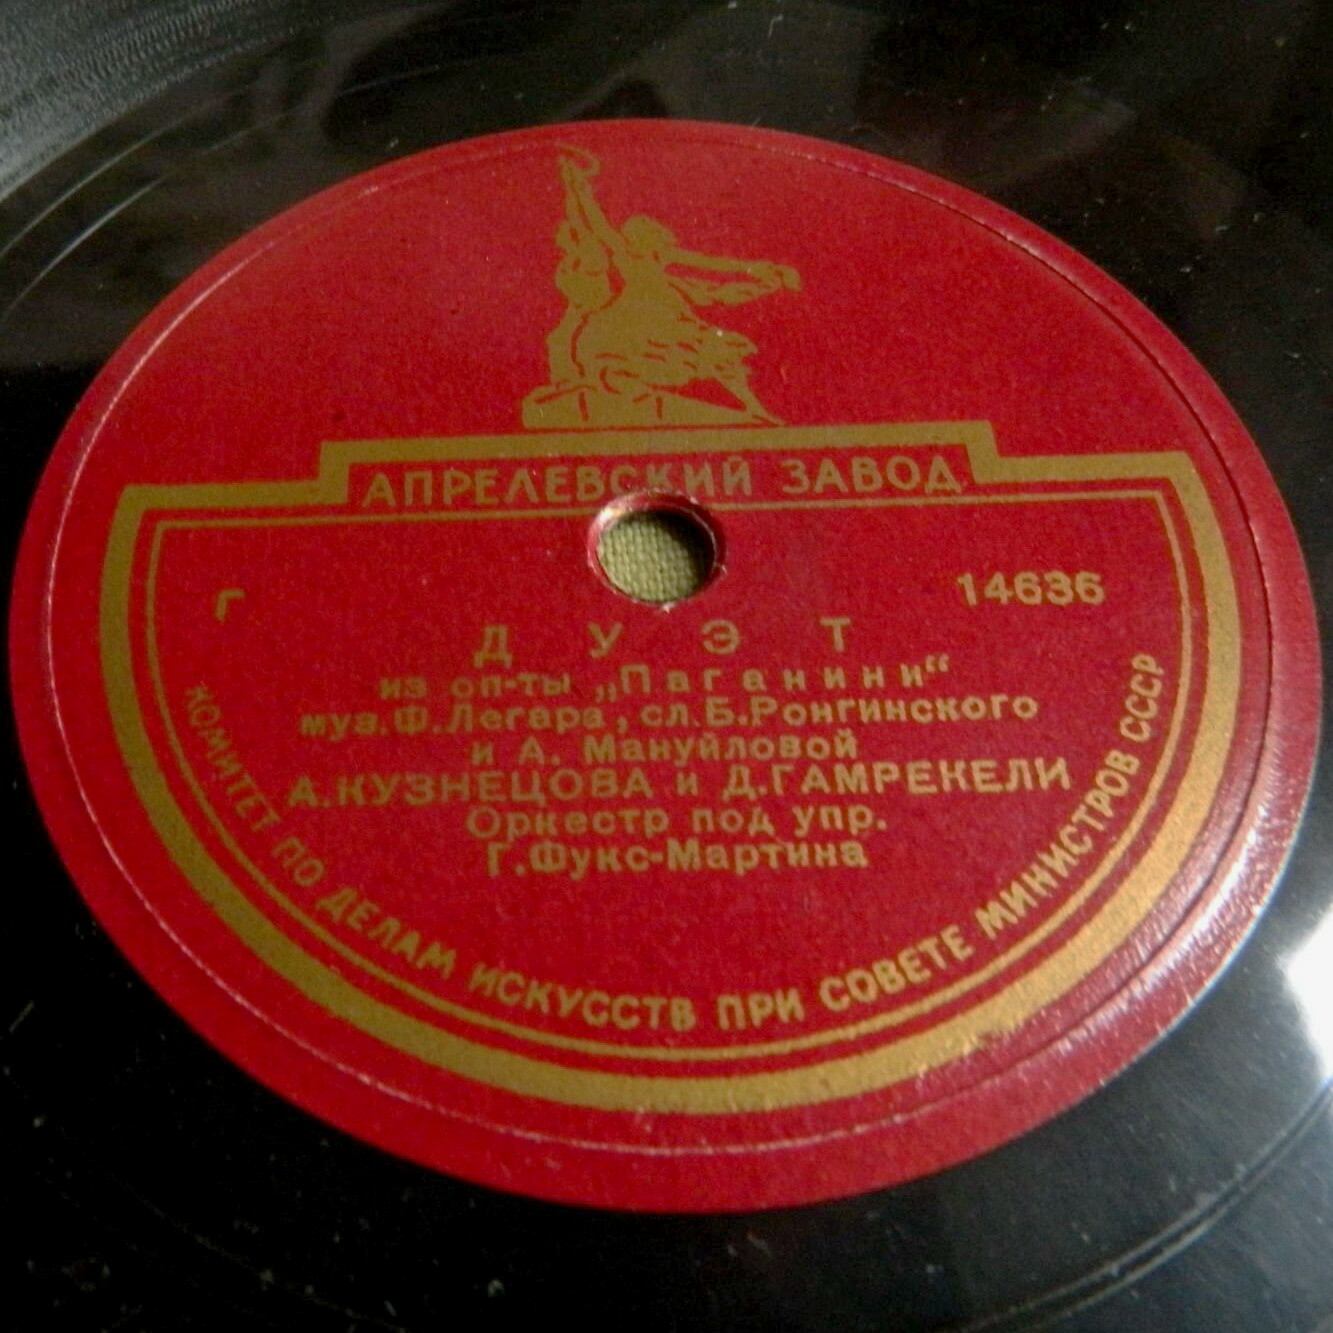 АПРЕЛЕВСКИЙ ЗАВОД
Г 14636
ДУЭТ
из оп-ты „Паганини“
муз.Ф.Легара, сл.Б.Ронгинского
и А. Мануйловой
А.КУЗНЕЦОВА и Д.ГАМРЕКЕЛИ
Оркестр под упр.
Г.Фукс-Мартина
КОМИТЕТ ПО ДЕЛАМ ИСКУССТВ ПРИ СОВЕТЕ МИНИСТРОВ СССР